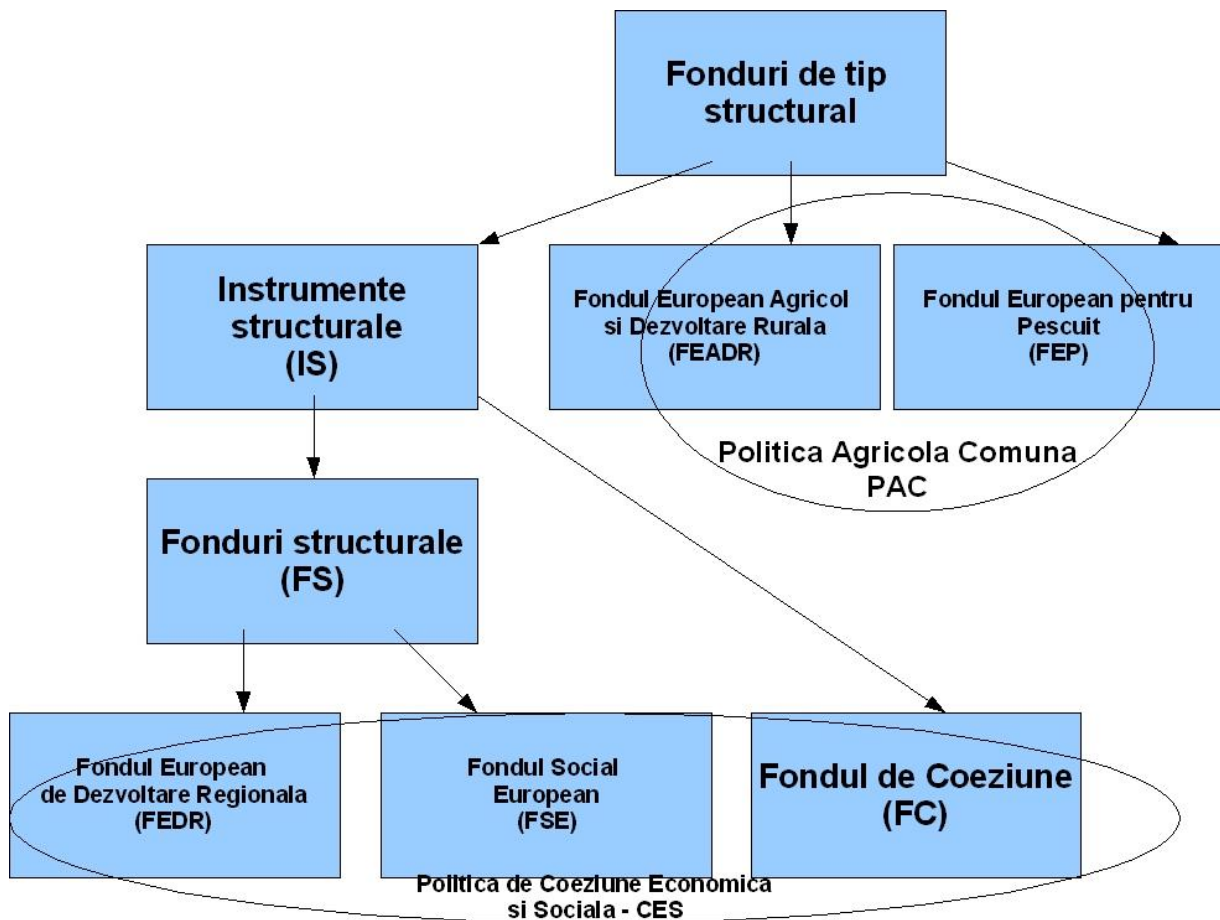 Fonduri de tip
structural
Instrumente
structurale
(IS)
Fondul European Agricol
si Dezvoltare Rurala
(FEADR)
Fondul European pentru
Pescuit
(FEP)
Politica Agricola Comuna
PAC
Fonduri structurale
(FS)
Fondul European
de Dezvoltare Regionala
(FEDR)
Fondul Social
European
(FSE)
Fondul de Coeziune
(FC)
Politica de Coeziune Economica
si Sociala - CES